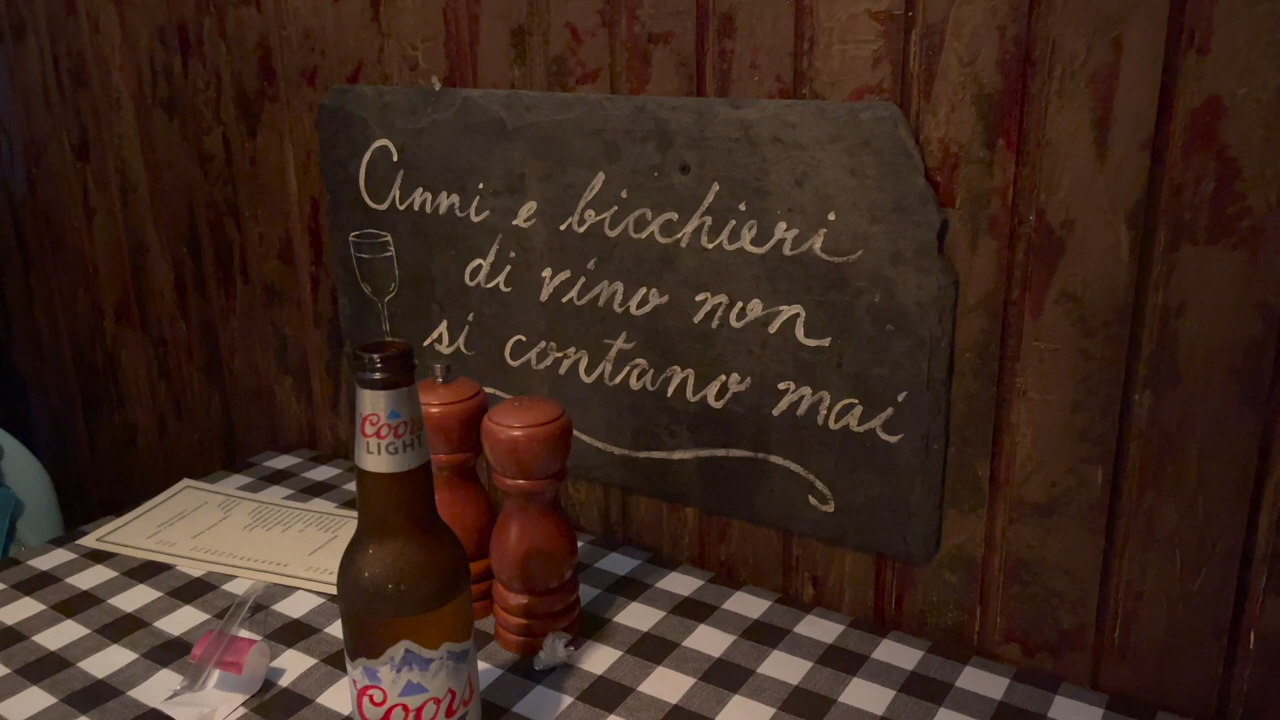 Anni e bicchieri
di vino non
si contano mai
Coors
LIGHT
Coors